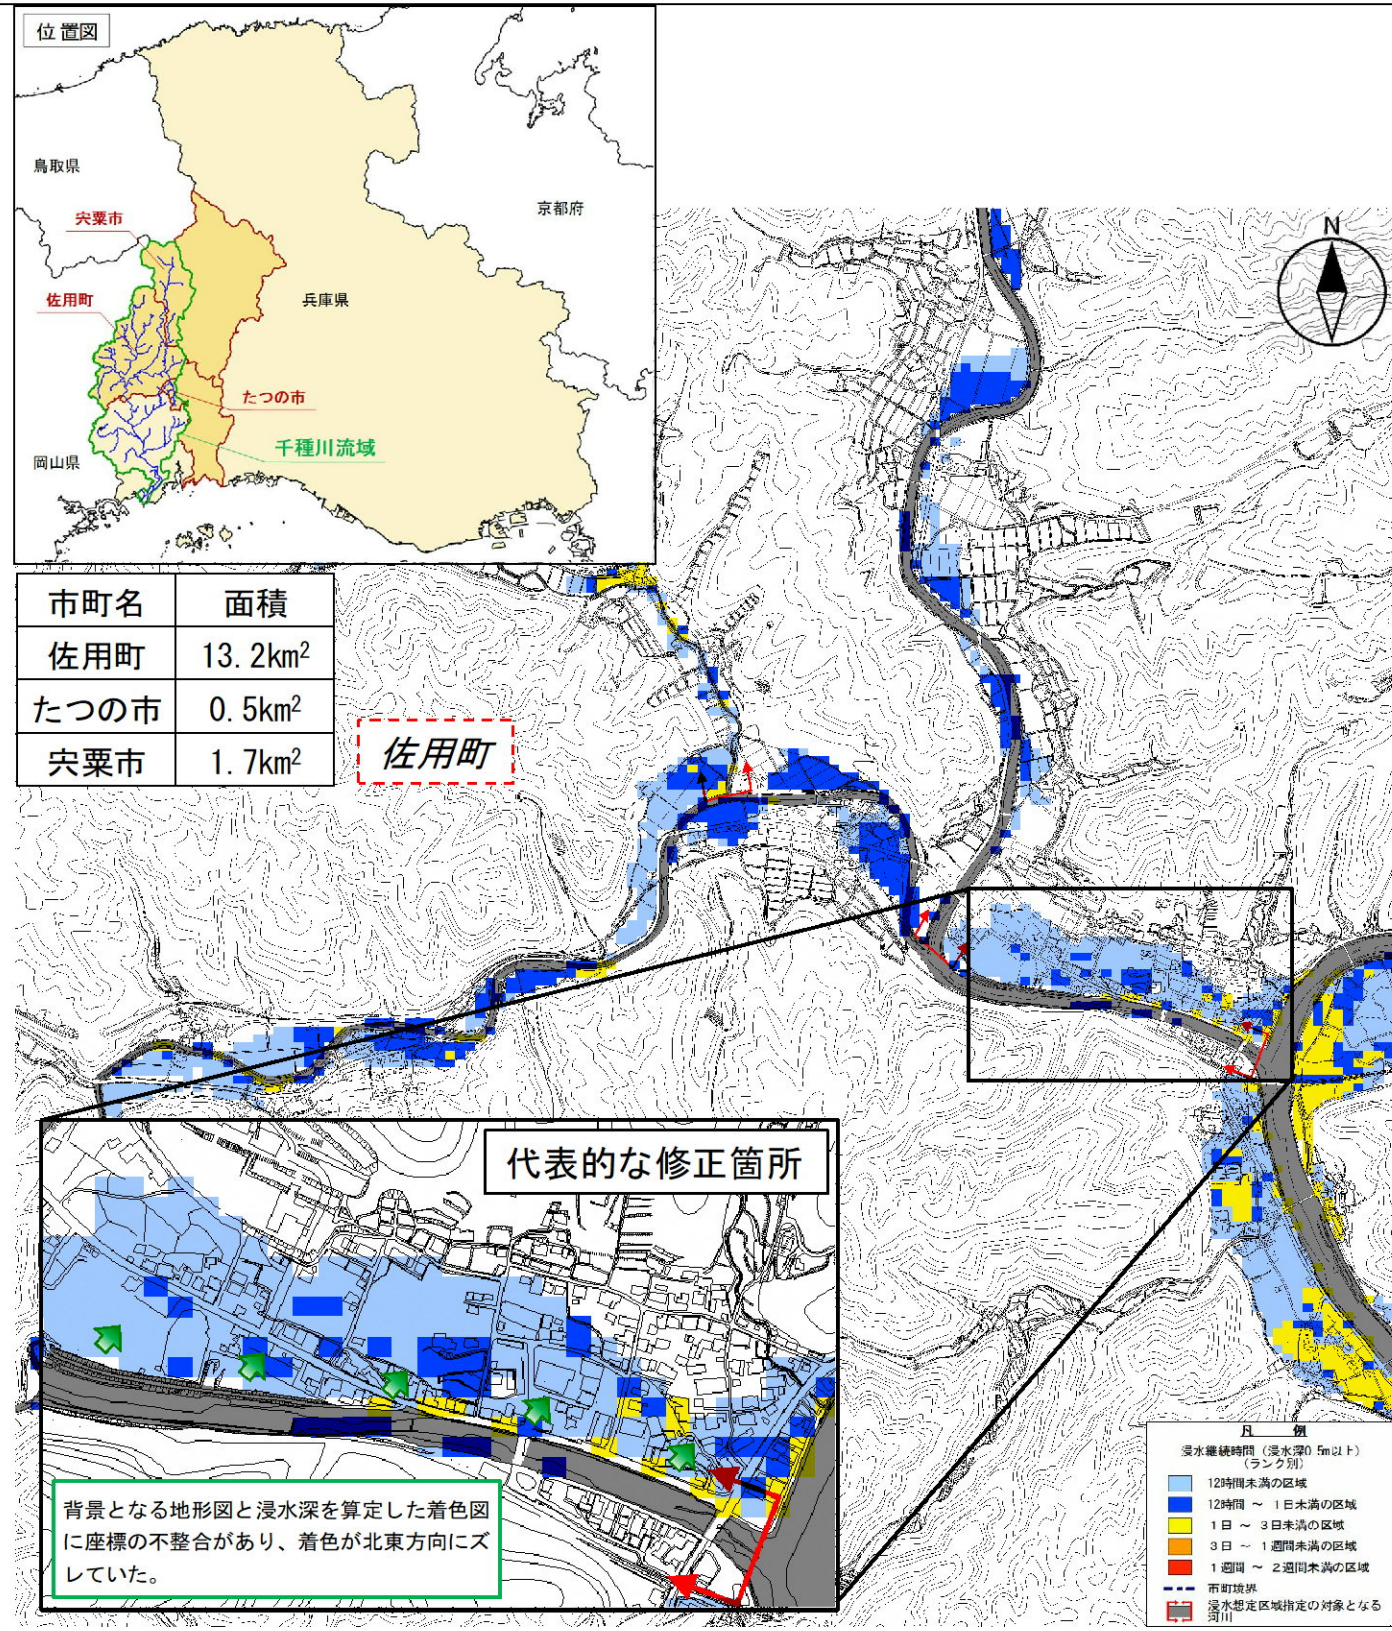 位置図
鳥取県
宍粟市
京都府
佐用町
兵庫県
たつの市
千種川流域
岡山県
N
市町名 面積
佐用町 13.2km²
たつの市 0.5km²
宍粟市 1.7km²
佐用町
代表的な修正箇所
背景となる地形図と浸水深を算定した着色図
に座標の不整合があり、着色が北東方向にズ
レていた。
凡 例
浸水継続時間（浸水深0.5m以上）
（ランク別）
12時間未満の区域
12時間 ～ 1日未満の区域
1日 ～ 3日未満の区域
3日 ～ 1週間未満の区域
1週間 ～ 2週間未満の区域
市町境界
浸水想定区域指定の対象となる
河川